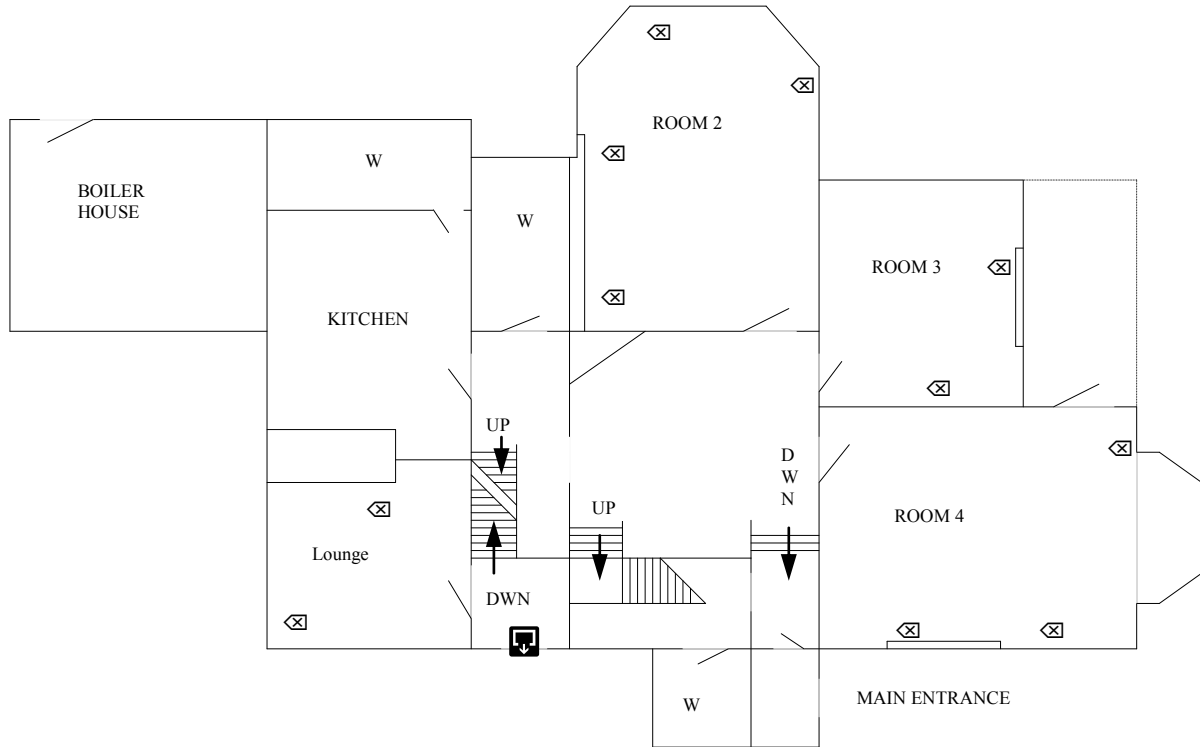 ROOM 2
W
BOILER
HOUSE
W
ROOM 3
KITCHEN
UP
D
W
N
UP
ROOM 4
Lounge
DWN
MAIN ENTRANCE
W